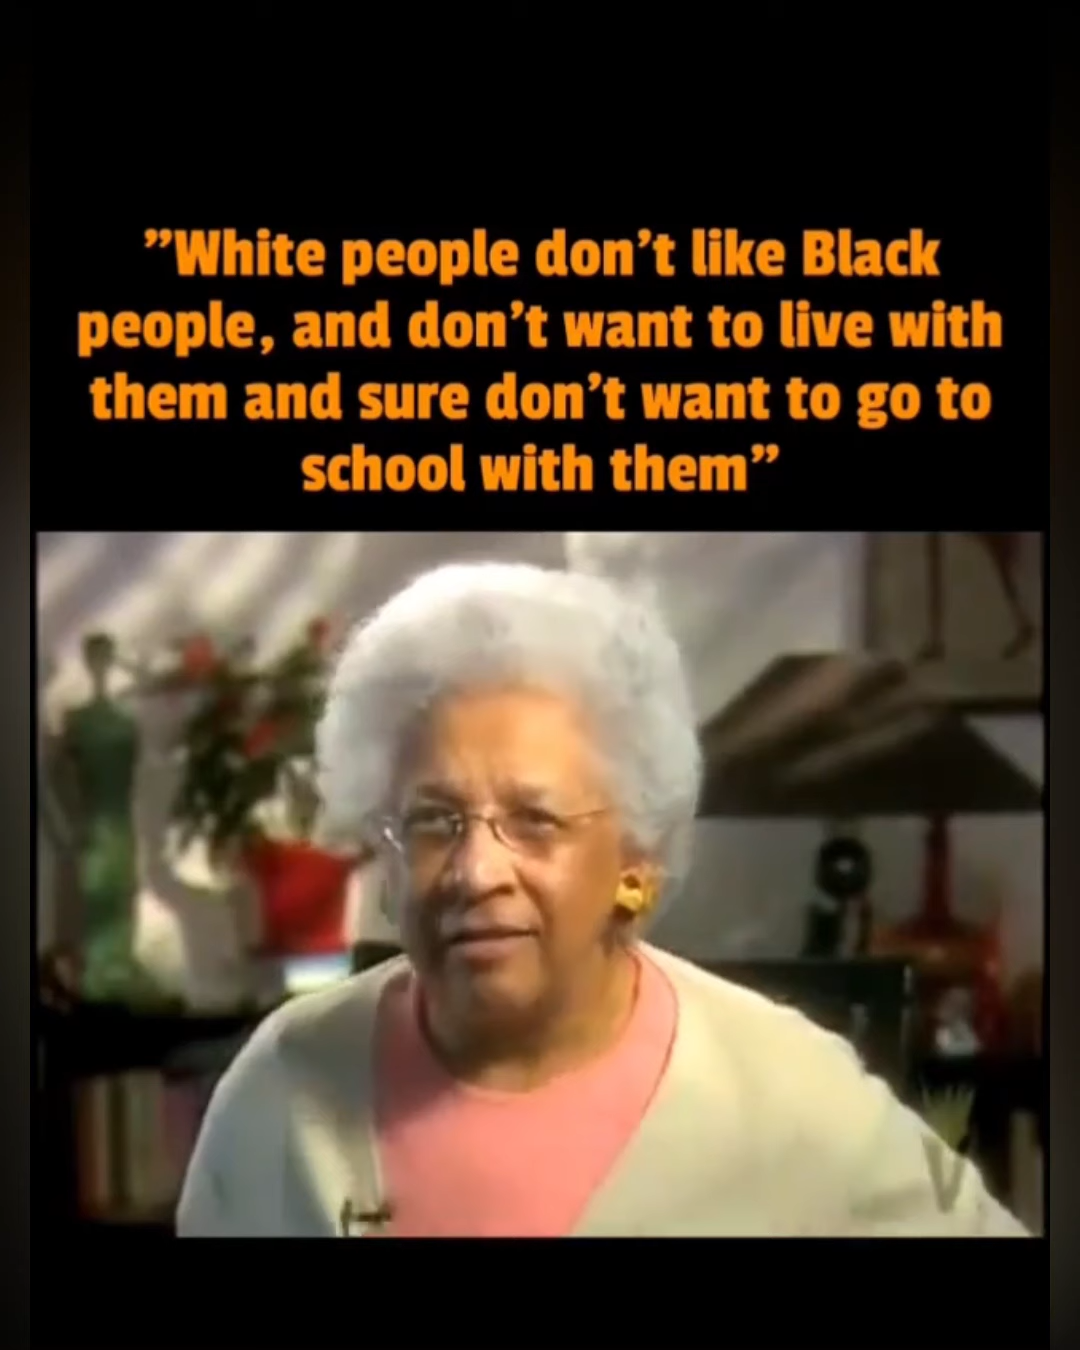 ”White people don’t like Black
people, and don’t want to live with
them and sure don’t want to go to
school with them”